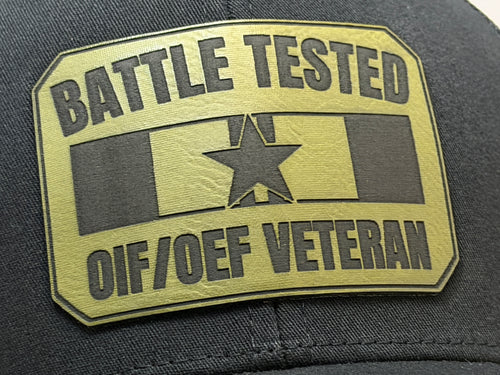 BATTLE TESTED
OIF/OEF VETERAN